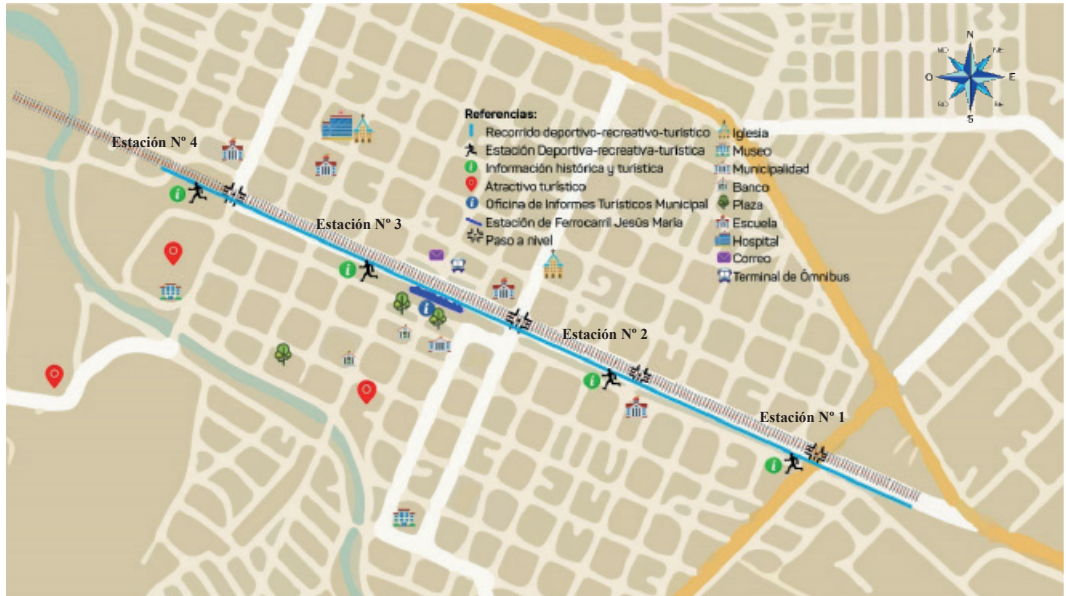 N
O
E
S
Referencias:
Recorrido deportivo-recreativo-turístico
Estación Deportiva-recreativa-turística
Información histórica y turística
Atractivo turístico
Oficina de Informes Turísticos Municipal
Estación de Ferrocarril Jesús María
Paso a nivel
Iglesia
Museo
Municipalidad
Banco
Plaza
Escuela
Hospital
Correo
Terminal de Ómnibus
Estación Nº 4
Estación Nº 3
Estación Nº 2
Estación Nº 1